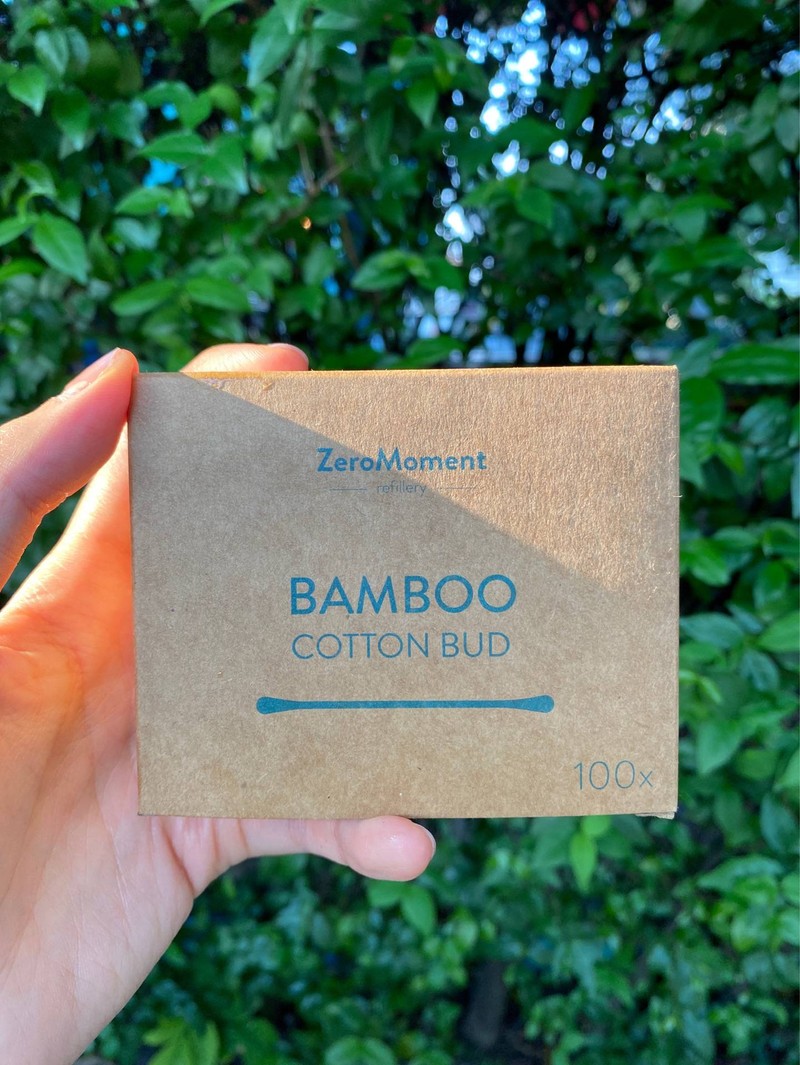 ZeroMoment
refillery
BAMBOO
COTTON BUD
100x